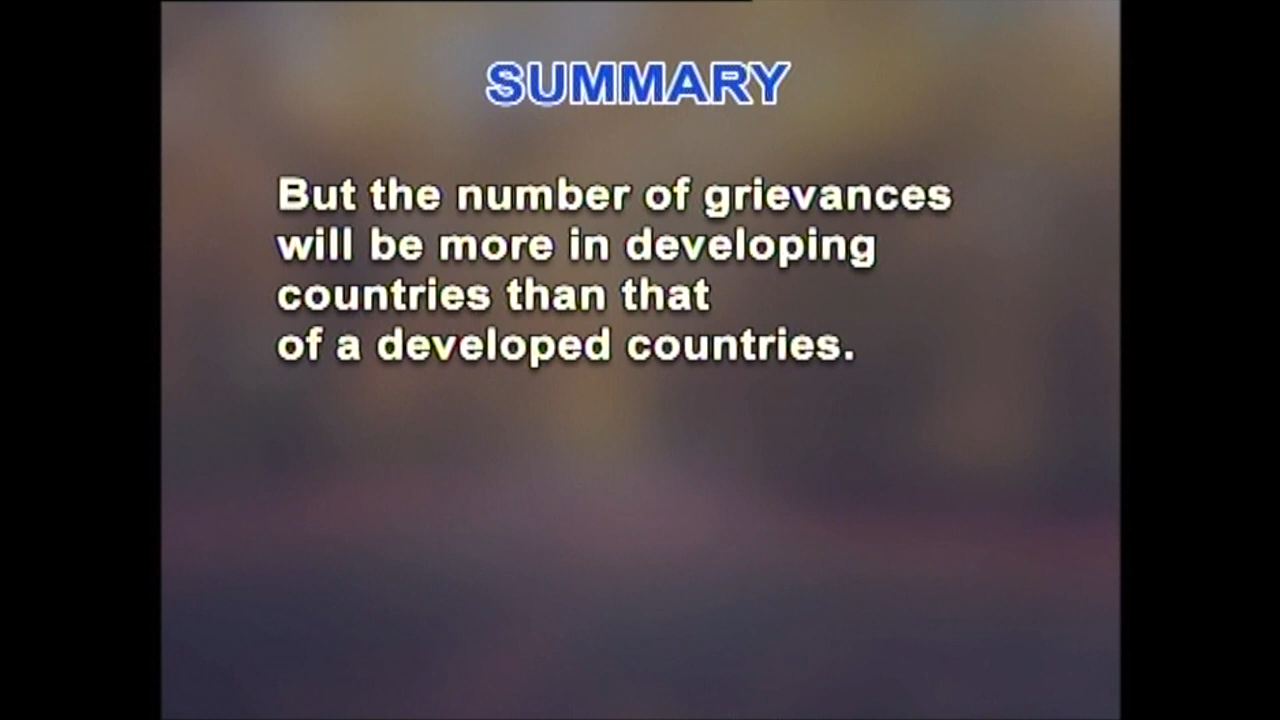 SUMMARY
But the number of grievances
will be more in developing
countries than that
of a developed countries.